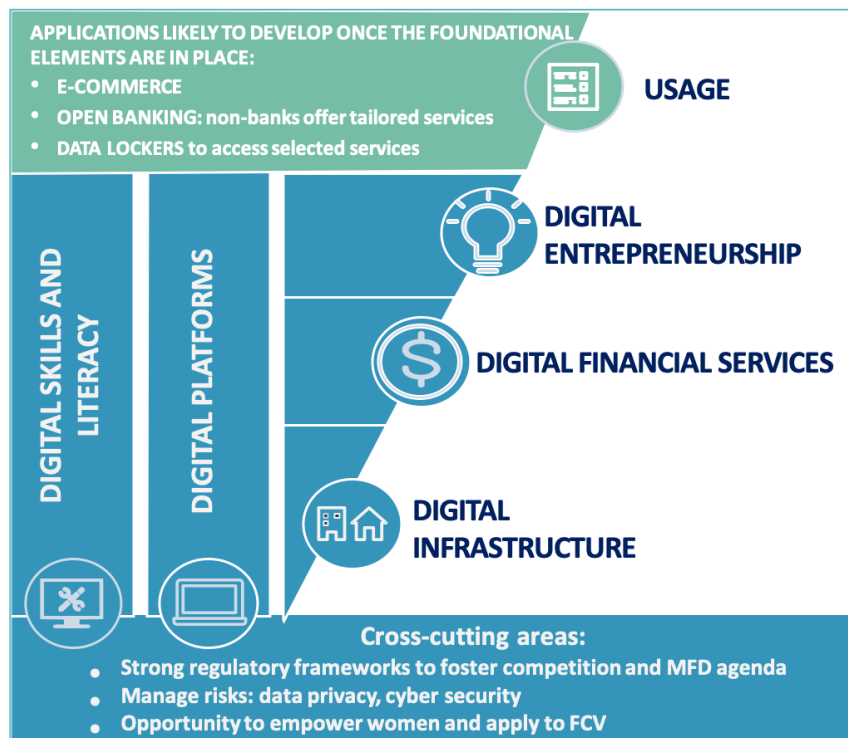 APPLICATIONS LIKELY TO DEVELOP ONCE THE FOUNDATIONAL
ELEMENTS ARE IN PLACE:
• E-COMMERCE
• OPEN BANKING: non-banks offer tailored services
• DATA LOCKERS to access selected services
USAGE
DIGITAL SKILLS AND
LITERACY
DIGITAL PLATFORMS
DIGITAL
ENTREPRENEURSHIP
$
DIGITAL FINANCIAL SERVICES
DIGITAL
INFRASTRUCTURE
Cross-cutting areas:
• Strong regulatory frameworks to foster competition and MFD agenda
• Manage risks: data privacy, cyber security
• Opportunity to empower women and apply to FCV